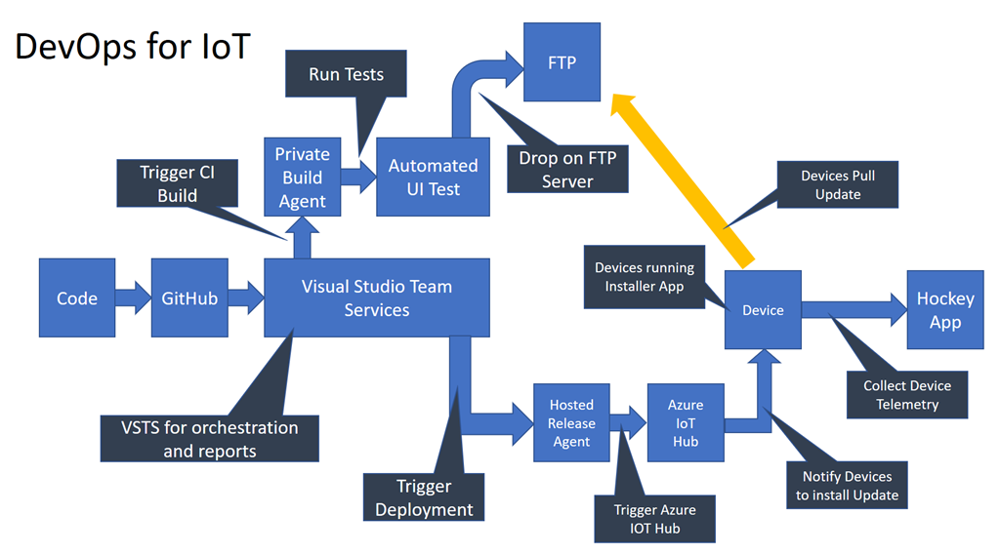 DevOps for IoT
Run Tests
FTP
Private
Build
Agent
Automated
UI Test
Drop on FTP
Server
Trigger CI
Build
Devices Pull
Update
Code
GitHub
Visual Studio Team
Services
Devices running
Installer App
Device
Hockey
App
Collect Device
Telemetry
VSTS for orchestration
and reports
Hosted
Release
Agent
Azure
IoT
Hub
Trigger
Deployment
Trigger Azure
IOT Hub
Notify Devices
to install Update